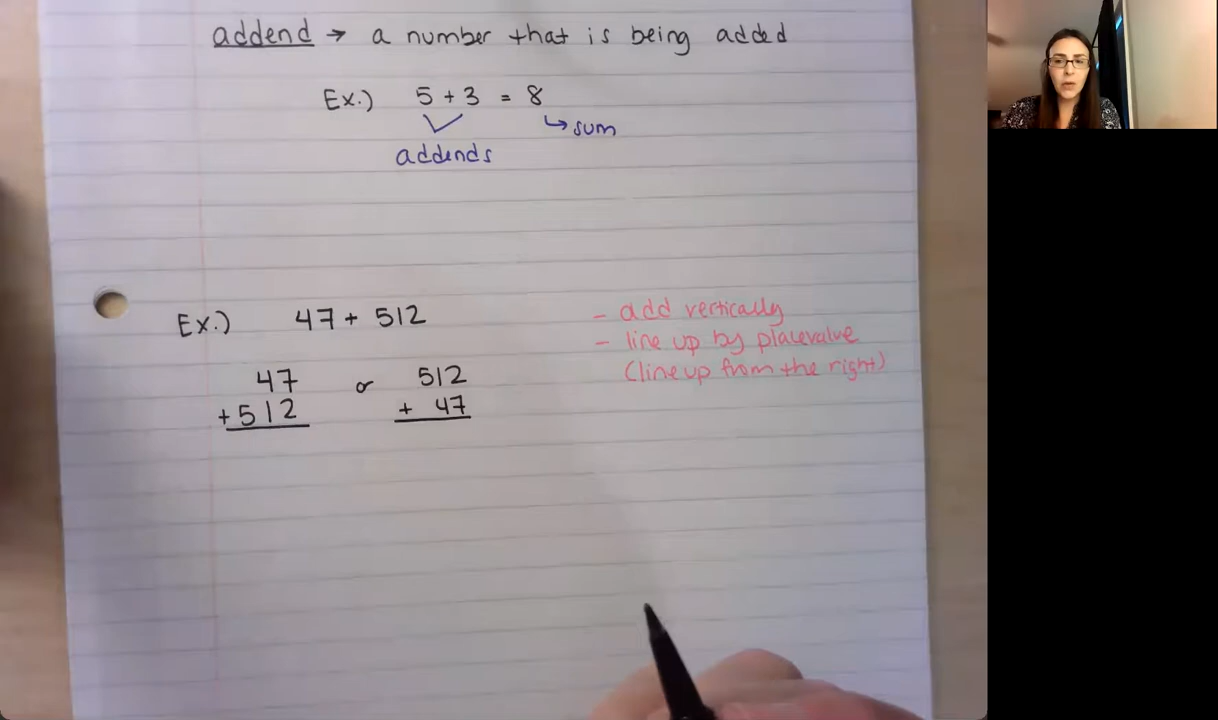 addend → a number that is being added
Ex.) 5 + 3 = 8
addends
↳ sum
Ex.) 47 + 512
- add vertically
- line up by placevalue
(line up from the right)
47 or 512
+512 + 47